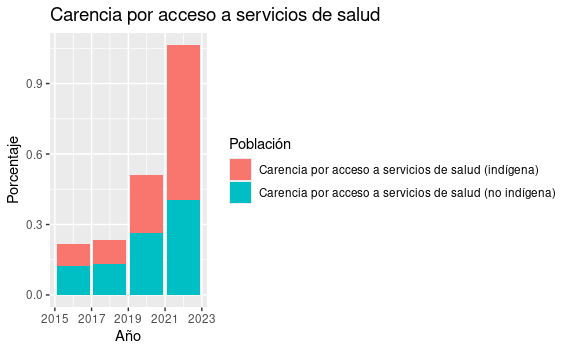 Carencia por acceso a servicios de salud
0.9
0.6
0.3
0.0
Porcentaje
2015 2017 2019 2021 2023
Año
Población
Carencia por acceso a servicios de salud (indígena)
Carencia por acceso a servicios de salud (no indígena)